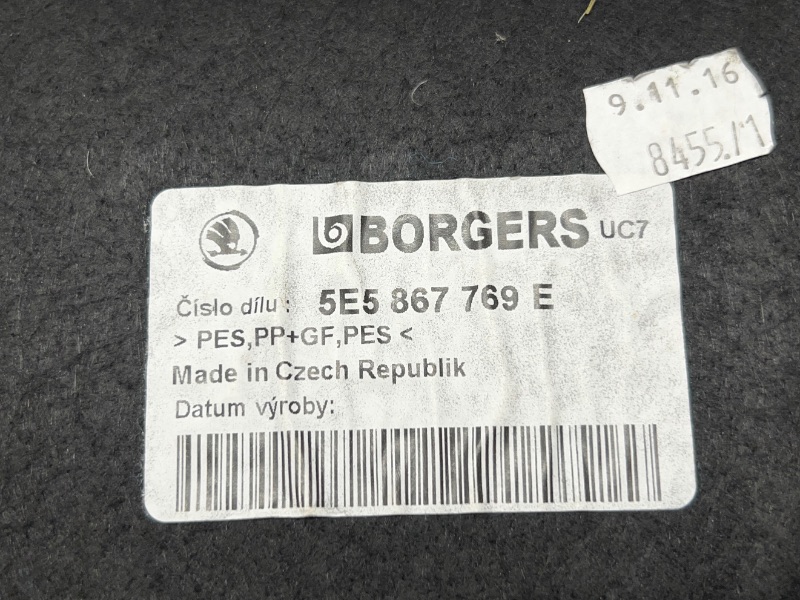 9.11.16
8455./1
BORGERS UC7
Číslo dílu : 5E5 867 769 E
> PES,PP+GF,PES <
Made in Czech Republik
Datum výroby: